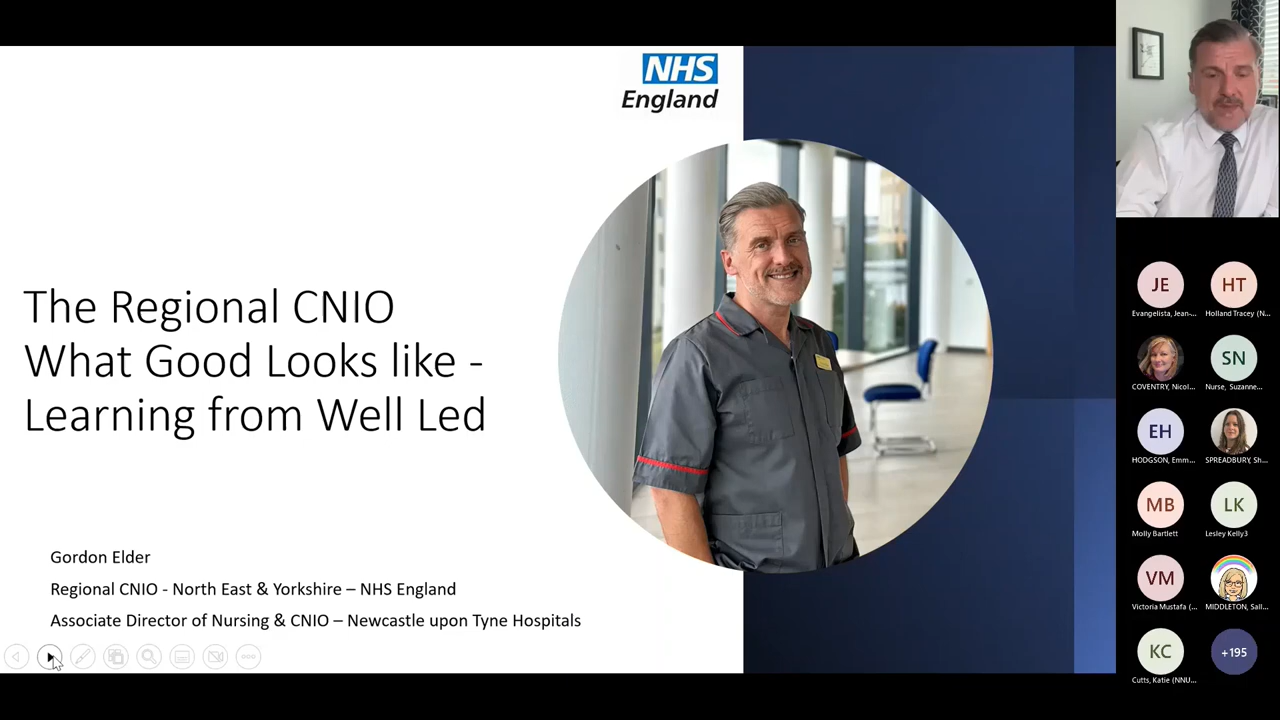 NHS
England
The Regional CNIO
What Good Looks like -
Learning from Well Led
Gordon Elder
Regional CNIO - North East & Yorkshire – NHS England
Associate Director of Nursing & CNIO – Newcastle upon Tyne Hospitals
JE
HT
Evangelista, Jean-...
Holland Tracey (N...
SN
COVENTRY, Nicol...
Nurse, Suzanne...
EH
HODGSON, Emm...
SPREADBURY, Sh...
MB
LK
Molly Bartlett
Lesley Kelly3
VM
Victoria Mustafa (...
MIDDLETON, Sall...
KC
+195
Cutts, Katie (NNU...